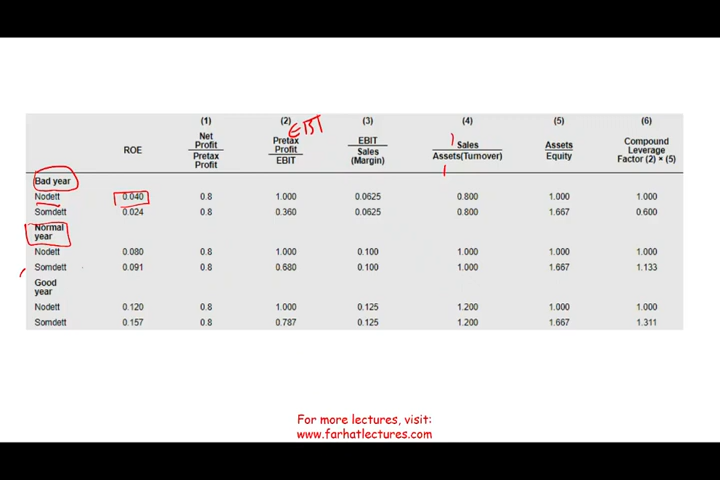 (1) (2) (3) (4) (5) (6)
EBT
Net Pretax EBIT Sales Assets Compound
ROE Profit Profit Sales Assets(Turnover) Equity Leverage
Pretax EBIT (Margin) Factor (2) × (5)
Profit
Bad year
Nodett 0.040 0.8 1.000 0.0625 0.800 1.000 1.000
Somdett 0.024 0.8 0.360 0.0625 0.800 1.667 0.600
Normal
year
Nodett 0.080 0.8 1.000 0.100 1.000 1.000 1.000
Somdett 0.091 0.8 0.680 0.100 1.000 1.667 1.133
Good
year
Nodett 0.120 0.8 1.000 0.125 1.200 1.000 1.000
Somdett 0.157 0.8 0.787 0.125 1.200 1.667 1.311
For more lectures, visit:
www.farhatlectures.com